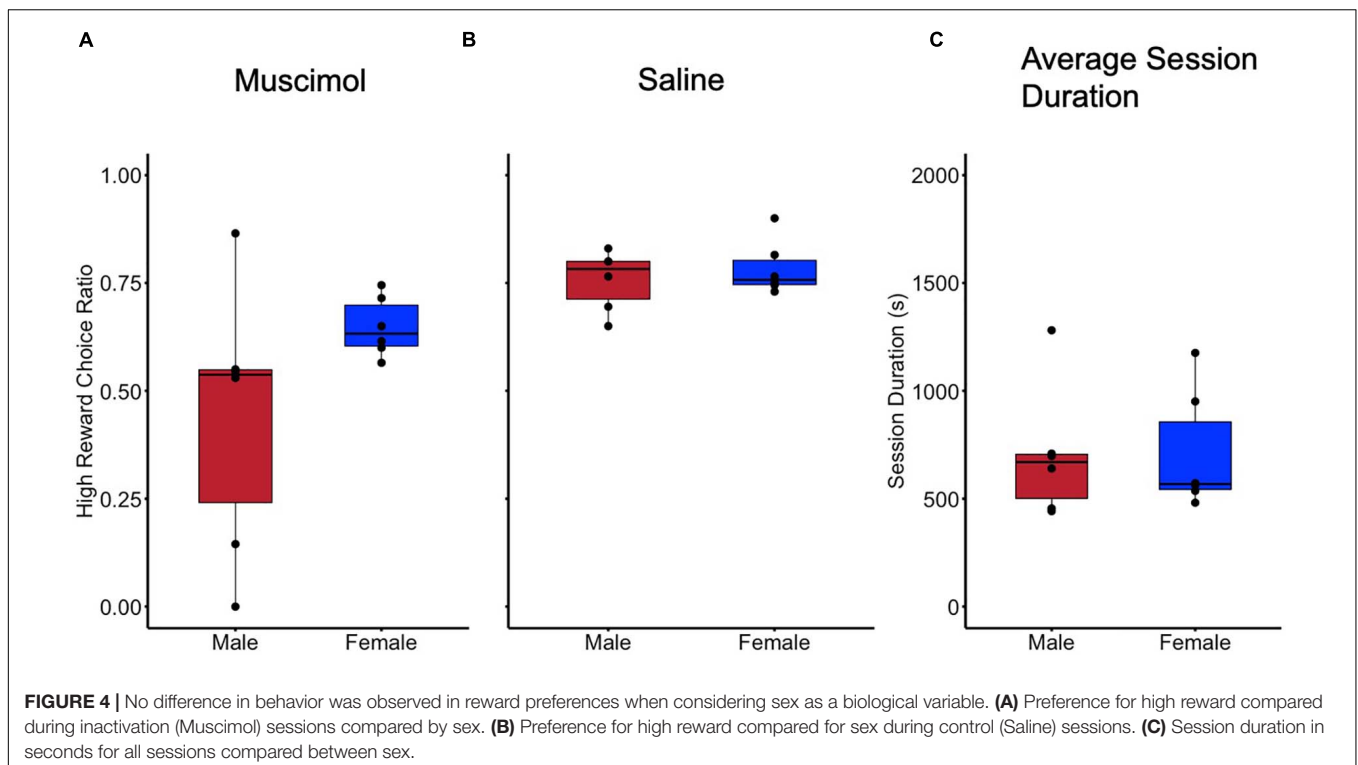 A
Muscimol
High Reward Choice Ratio
1.00
0.75
0.50
0.25
0.00
Male Female
B
Saline
Male Female
C
Average Session
Duration
Session Duration (s)
2000
1500
1000
500
0
Male Female
FIGURE 4 | No difference in behavior was observed in reward preferences when considering sex as a biological variable. (A) Preference for high reward compared
during inactivation (Muscimol) sessions compared by sex. (B) Preference for high reward compared for sex during control (Saline) sessions. (C) Session duration in
seconds for all sessions compared between sex.